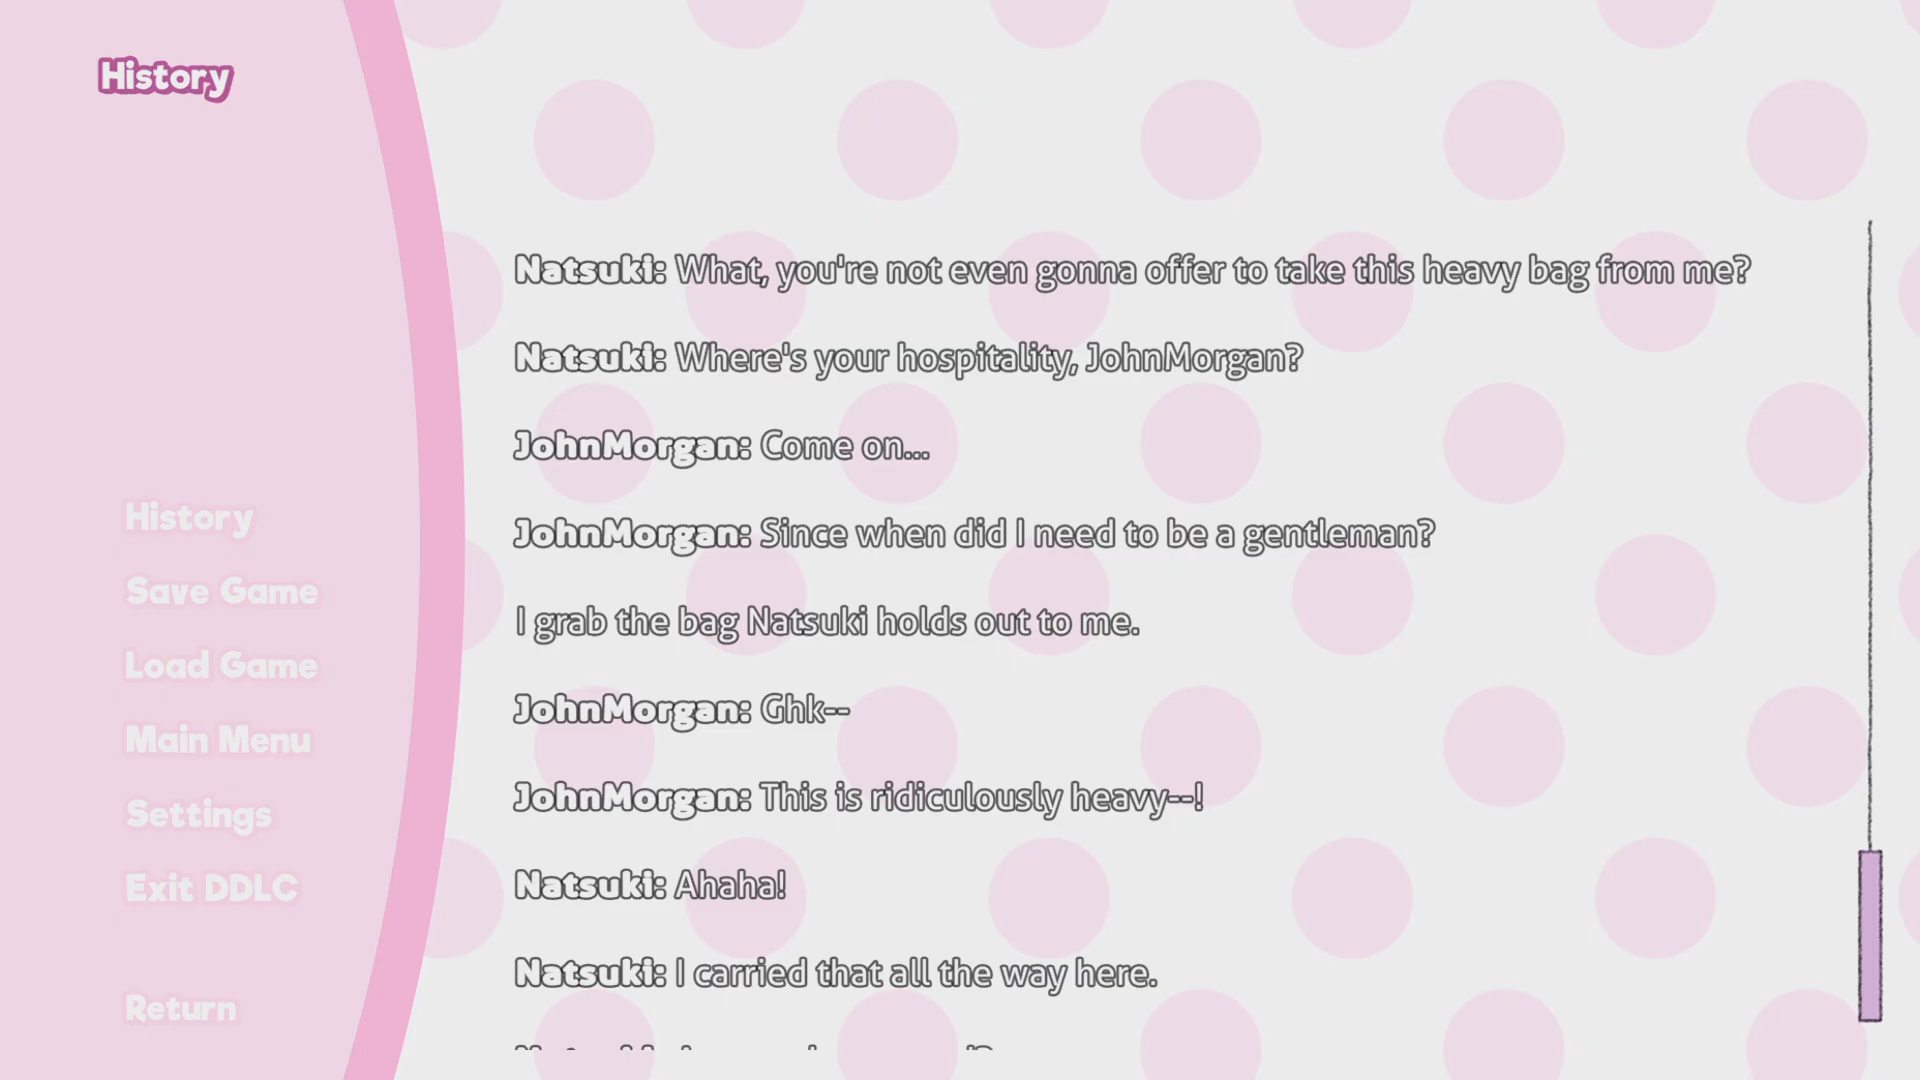 History
Natsuki: What, you're not even gonna offer to take this heavy bag from me?
Natsuki: Where's your hospitality, JohnMorgan?
JohnMorgan: Come on...
JohnMorgan: Since when did I need to be a gentleman?
I grab the bag Natsuki holds out to me.
JohnMorgan: Ghk--
JohnMorgan: This is ridiculously heavy--!
Natsuki: Ahaha!
Natsuki: I carried that all the way here.
History
Save Game
Load Game
Main Menu
Settings
Exit DDLC
Return